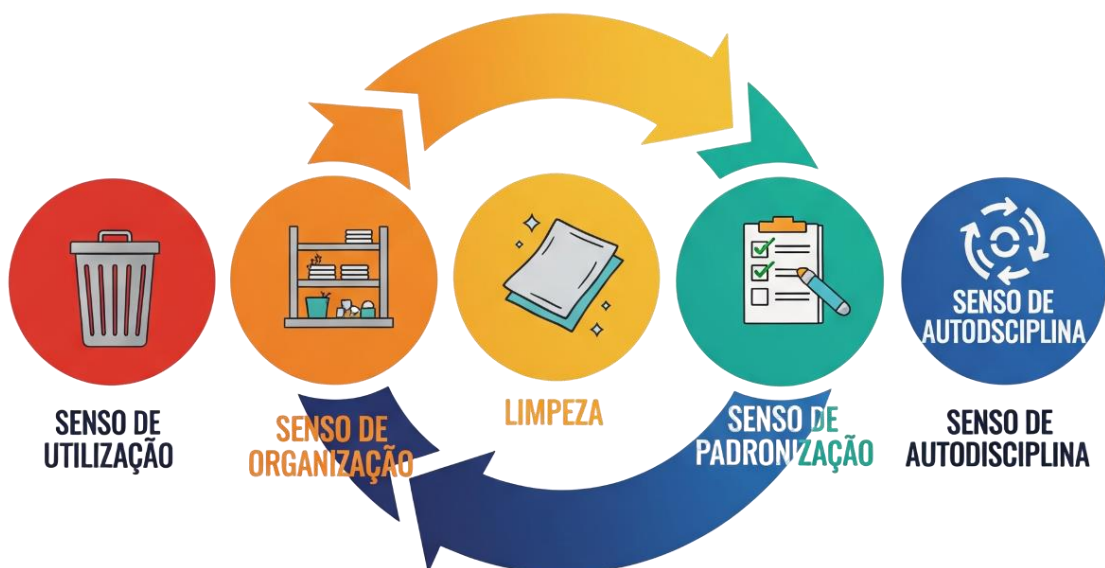 SENSO DE
UTILIZAÇÃO
SENSO DE
ORGANIZAÇÃO
LIMPEZA
SENSO DE
PADRONIZAÇÃO
SENSO DE
AUTODSCIPLINA
SENSO DE
AUTODISCIPLINA